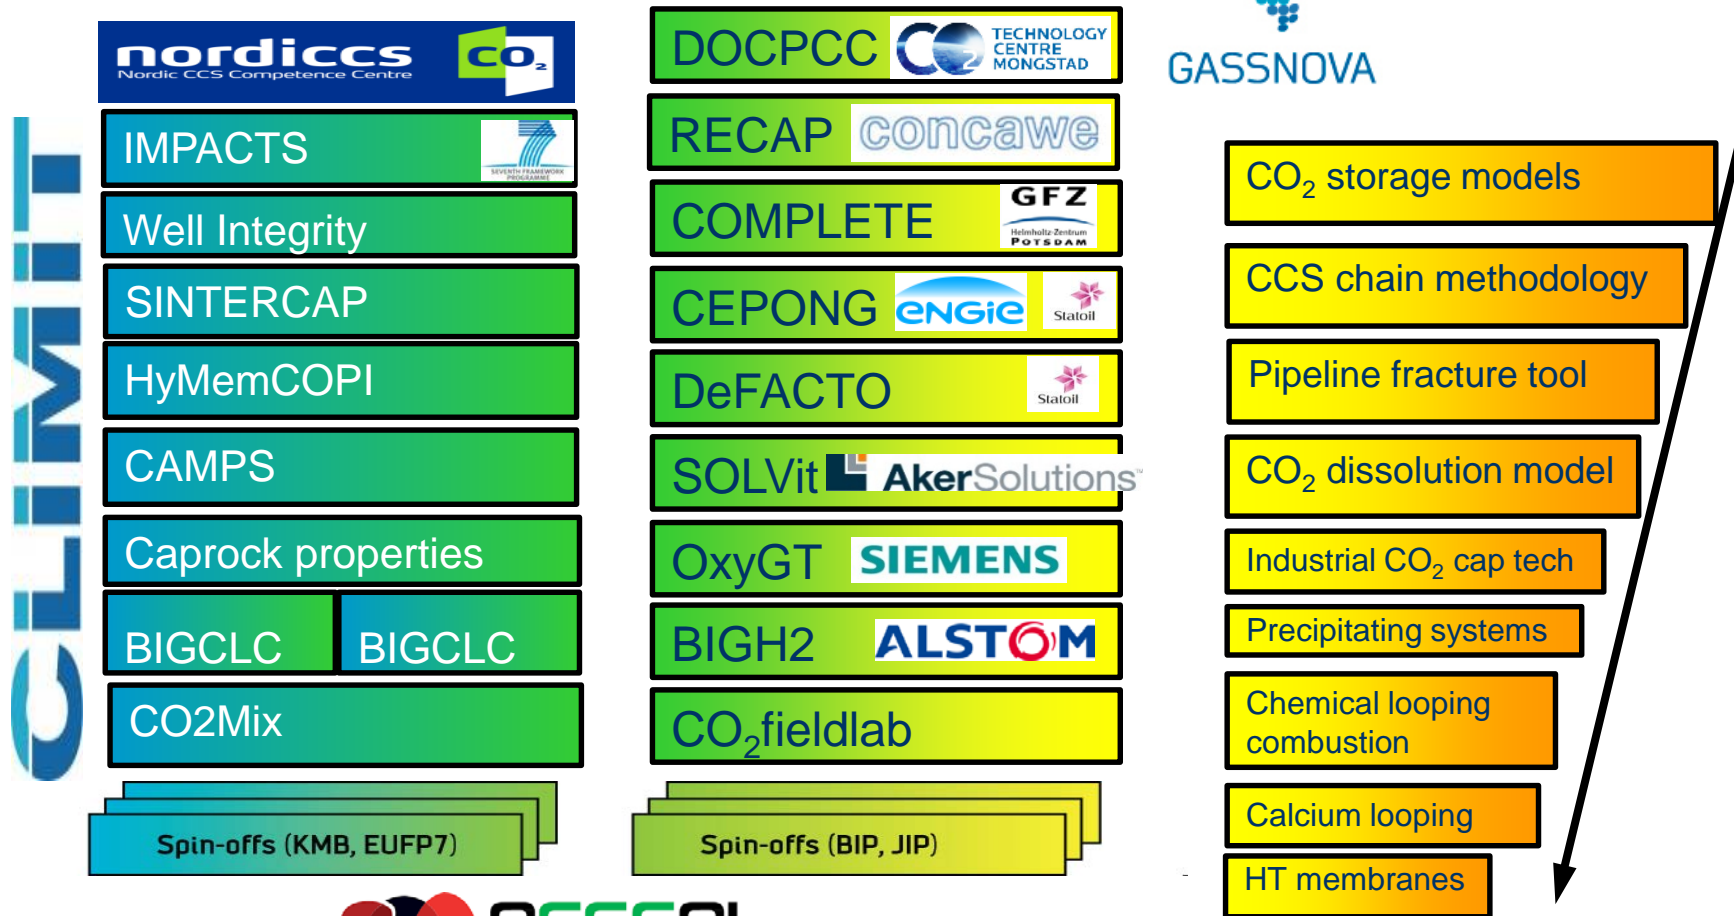 CLiMiT
nordiccs
Nordic CCS Competence Centre
CO₂
IMPACTS
7
SEVENTH FRAMEWORK
PROGRAMME
Well Integrity
SINTERCAP
HyMemCOPI
CAMPS
Caprock properties
BIGCLC BIGCLC
CO2Mix
Spin-offs (KMB, EUFP7)
DOCPCC
CO₂ TECHNOLOGY
CENTRE
MONGSTAD
RECAP concawe
COMPLETE
GFZ
Helmholtz-Zentrum
POTSDAM
CEPONG ENGIE Statoil
DeFACTO Statoil
SOLVit AkerSolutions™
OxyGT SIEMENS
BIGH2 ALSTOM
CO₂fieldlab
Spin-offs (BIP, JIP)
GASSNOVA
CO₂ storage models
CCS chain methodology
Pipeline fracture tool
CO₂ dissolution model
Industrial CO₂ cap tech
Precipitating systems
Chemical looping
combustion
Calcium looping
HT membranes